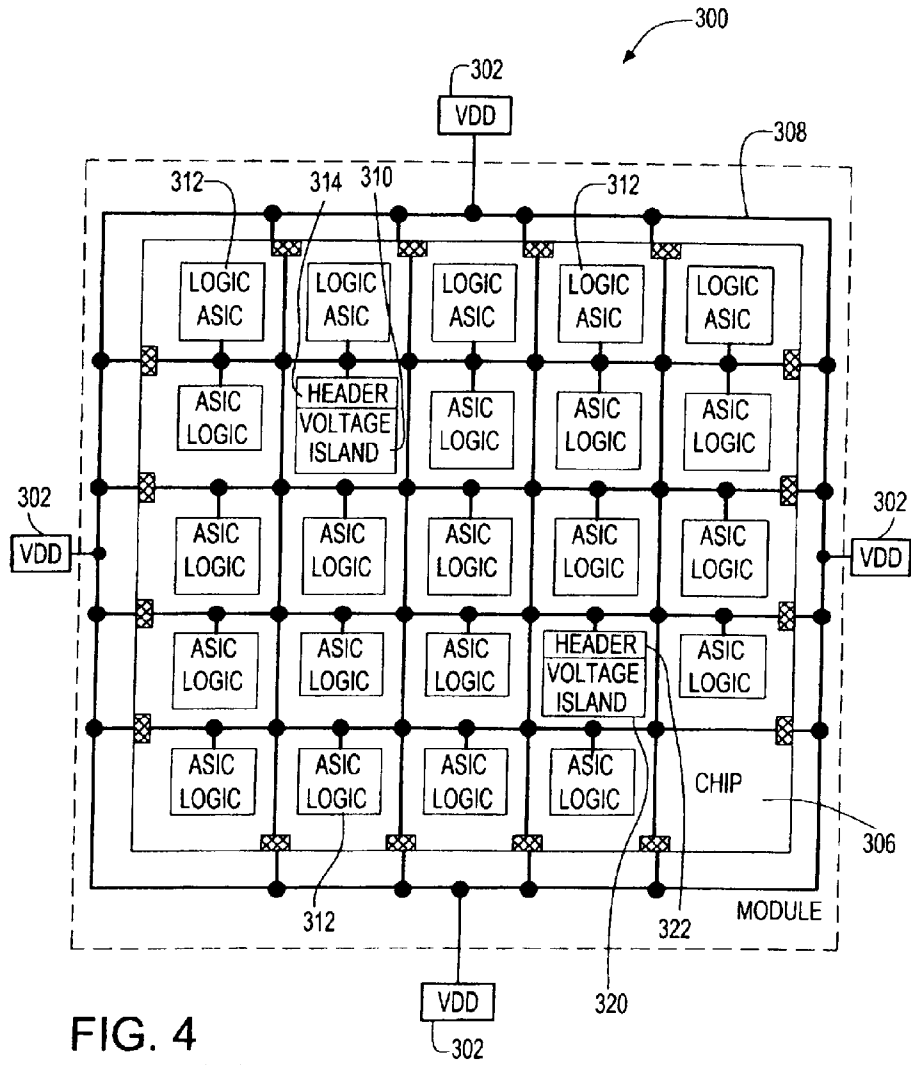 300
302
VDD
308
312
314
310
312
LOGIC
ASIC
LOGIC
ASIC
LOGIC
ASIC
LOGIC
ASIC
LOGIC
ASIC
ASIC
LOGIC
HEADER
VOLTAGE
ISLAND
ASIC
LOGIC
ASIC
LOGIC
ASIC
LOGIC
302
VDD
ASIC
LOGIC
ASIC
LOGIC
ASIC
LOGIC
ASIC
LOGIC
ASIC
LOGIC
302
VDD
ASIC
LOGIC
ASIC
LOGIC
ASIC
LOGIC
HEADER
VOLTAGE
ISLAND
ASIC
LOGIC
ASIC
LOGIC
ASIC
LOGIC
ASIC
LOGIC
ASIC
LOGIC
CHIP
306
312
MODULE
322
320
VDD
302
FIG. 4